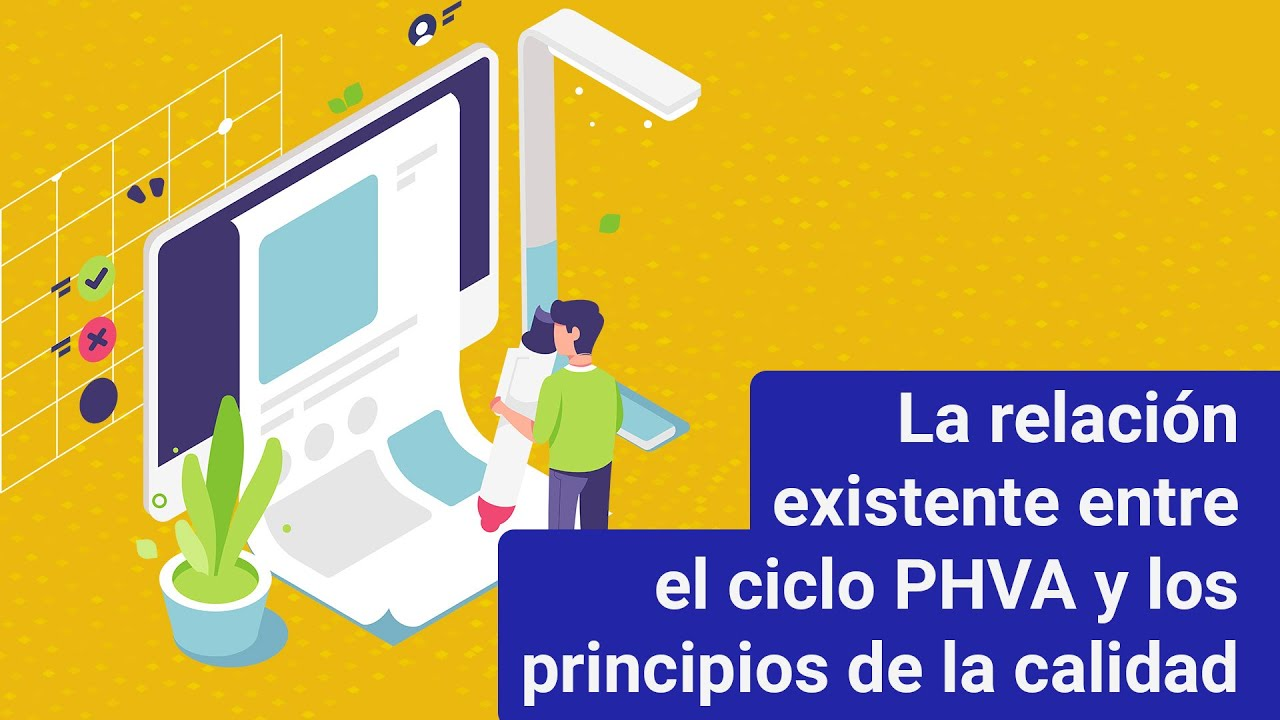 La relación
existente entre
el ciclo PHVA y los
principios de la calidad